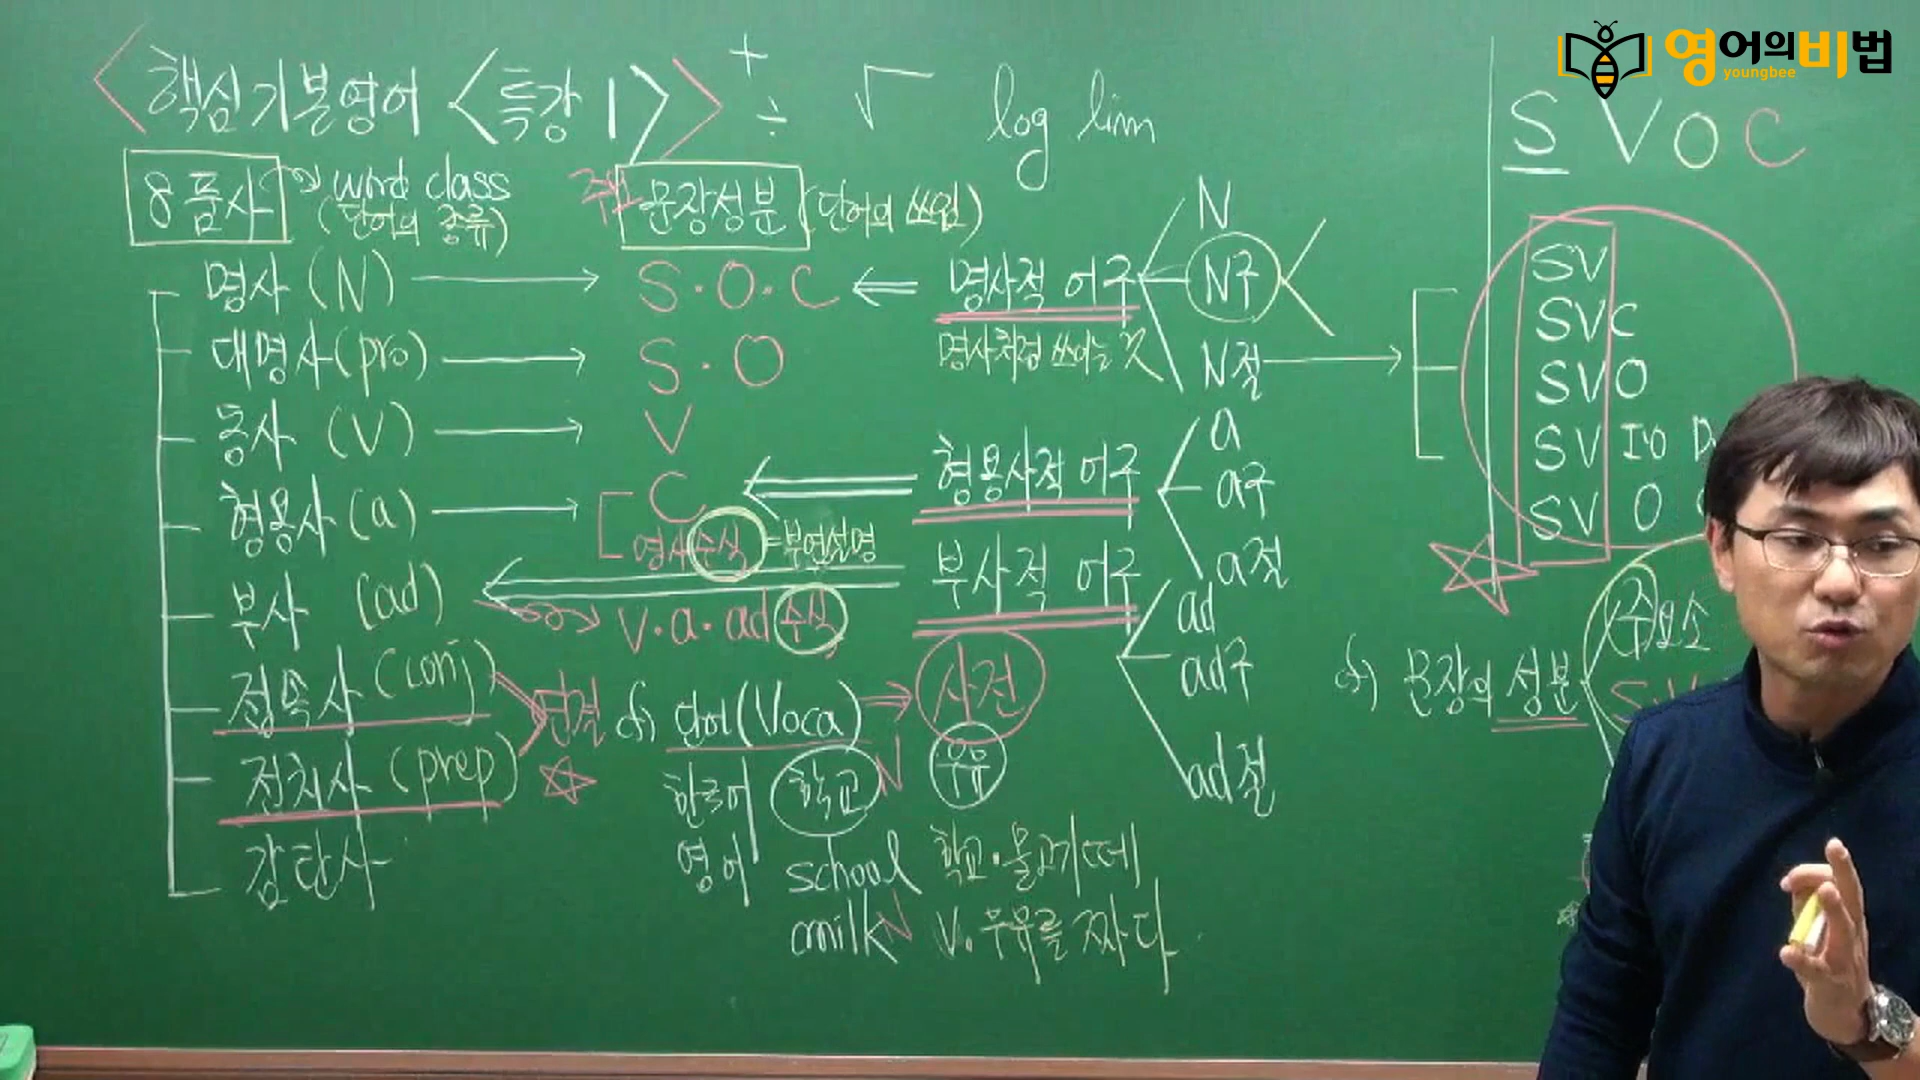 영어의비법
youngbee
<핵심기본영어 <특강 1>>
+ ÷ √ log lim
S V O C
8품사 word class
(단어의 종류)
문장성분 (단어의 쓰임)
명사 (N) → S·O·C ⇐ 명사적 어구
명사처럼 쓰이는
N
N구
N절
대명사 (pro) → S·O
동사 (V) → V
형용사 (a) → C
명사수식 = 부연설명
형용사적 어구
a
a구
a절
부사 (ad)
V·a·ad 수식
부사적 어구
ad
ad구
ad절
접속사 (conj)
전치사 (prep)
감탄사
연결
cf) 단어 (Voca) ⇒ 사전
한국어 학교 N 우유
영어 school 학교·물고기떼
milk N V. 우유를 짜다
SV
SVC
SVO
SV I·O
SV O
cf) 문장의 성분
주요소